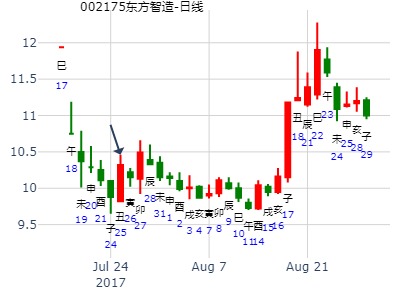 002175东方智造-日线
12
11.5
11
10.5
10
9.5
巳
17
午
18
未
19
申
20
酉
21
子
24
丑
25
寅
26
卯
27
辰
28
未
31
申
1
酉
2
戌
3
亥
4
寅
7
卯
8
辰
9
巳
10
午
11
酉
14
戌
15
亥
16
子
17
丑
18
辰
21
巳
22
午
23
未
24
申
25
亥
28
子
29
Jul 24
2017
Aug 7
Aug 21